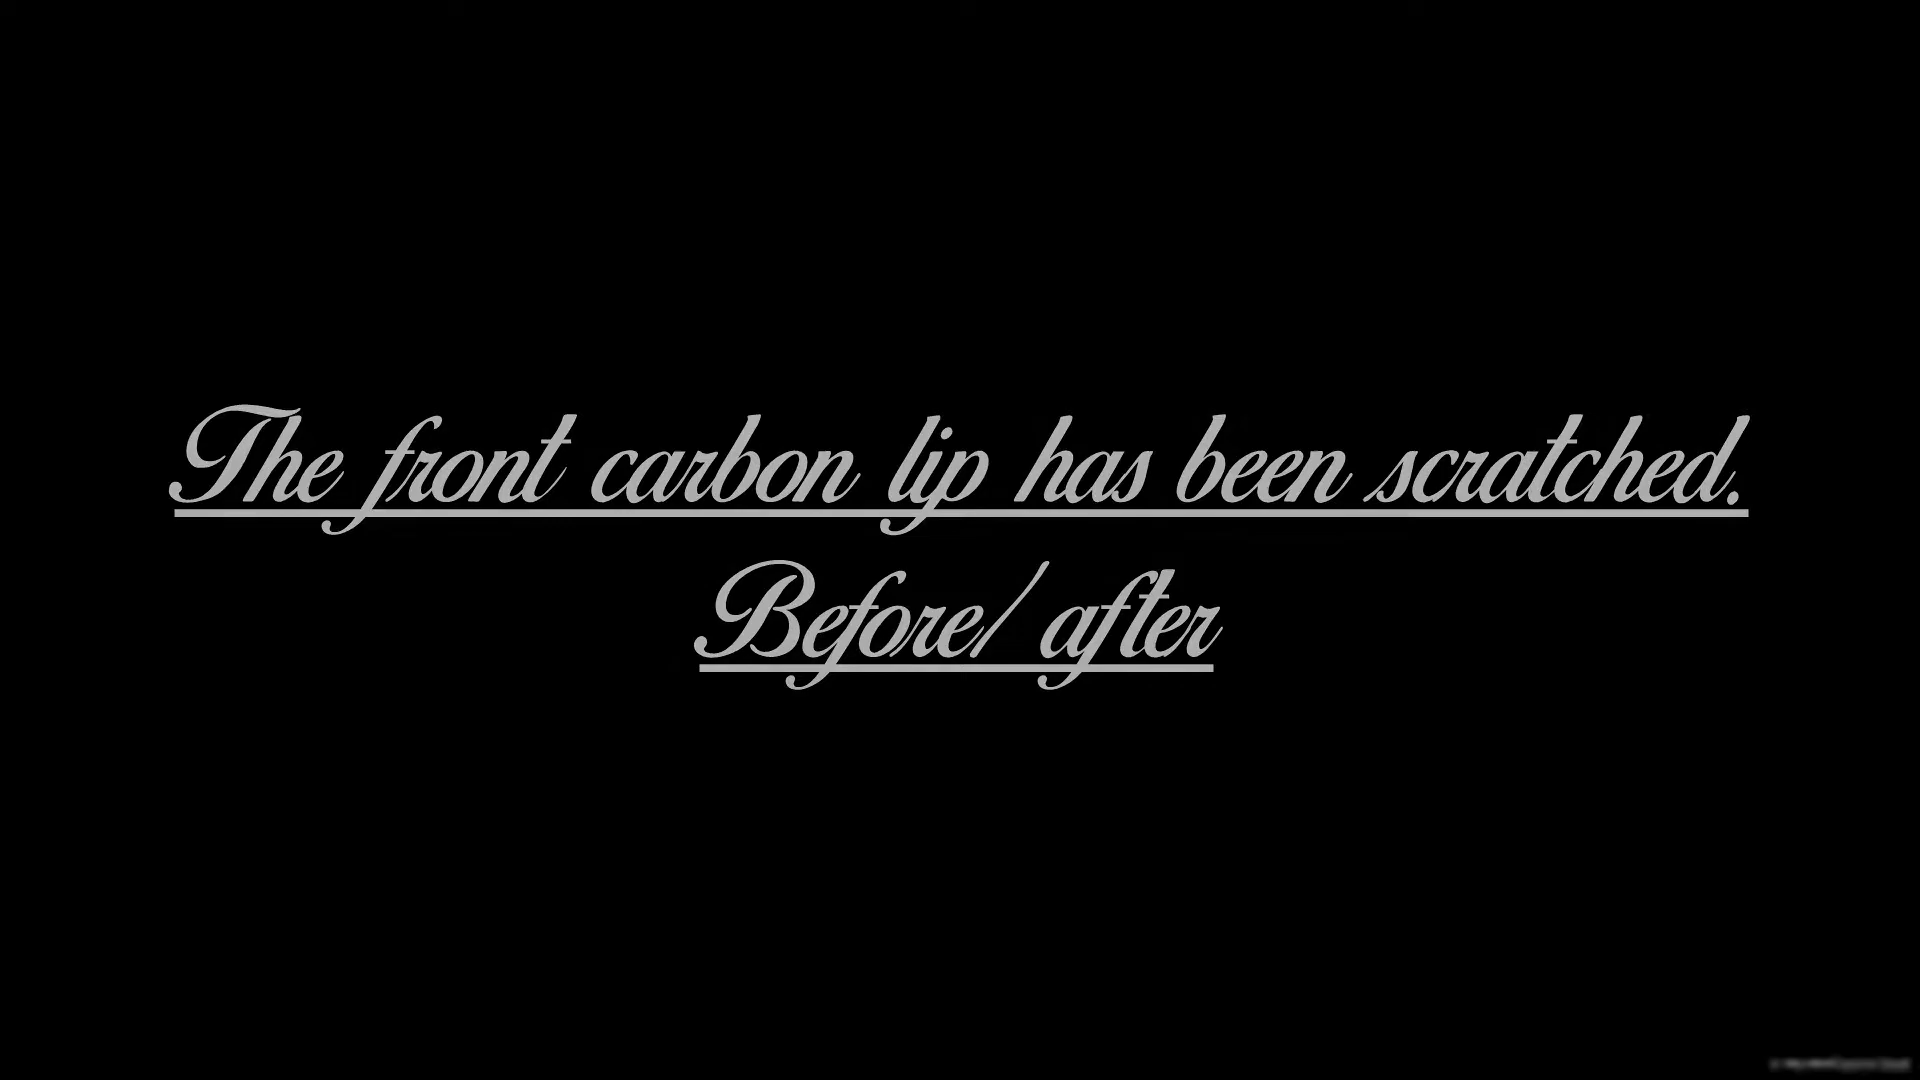 The front carbon lip has been scratched.
Before/ after